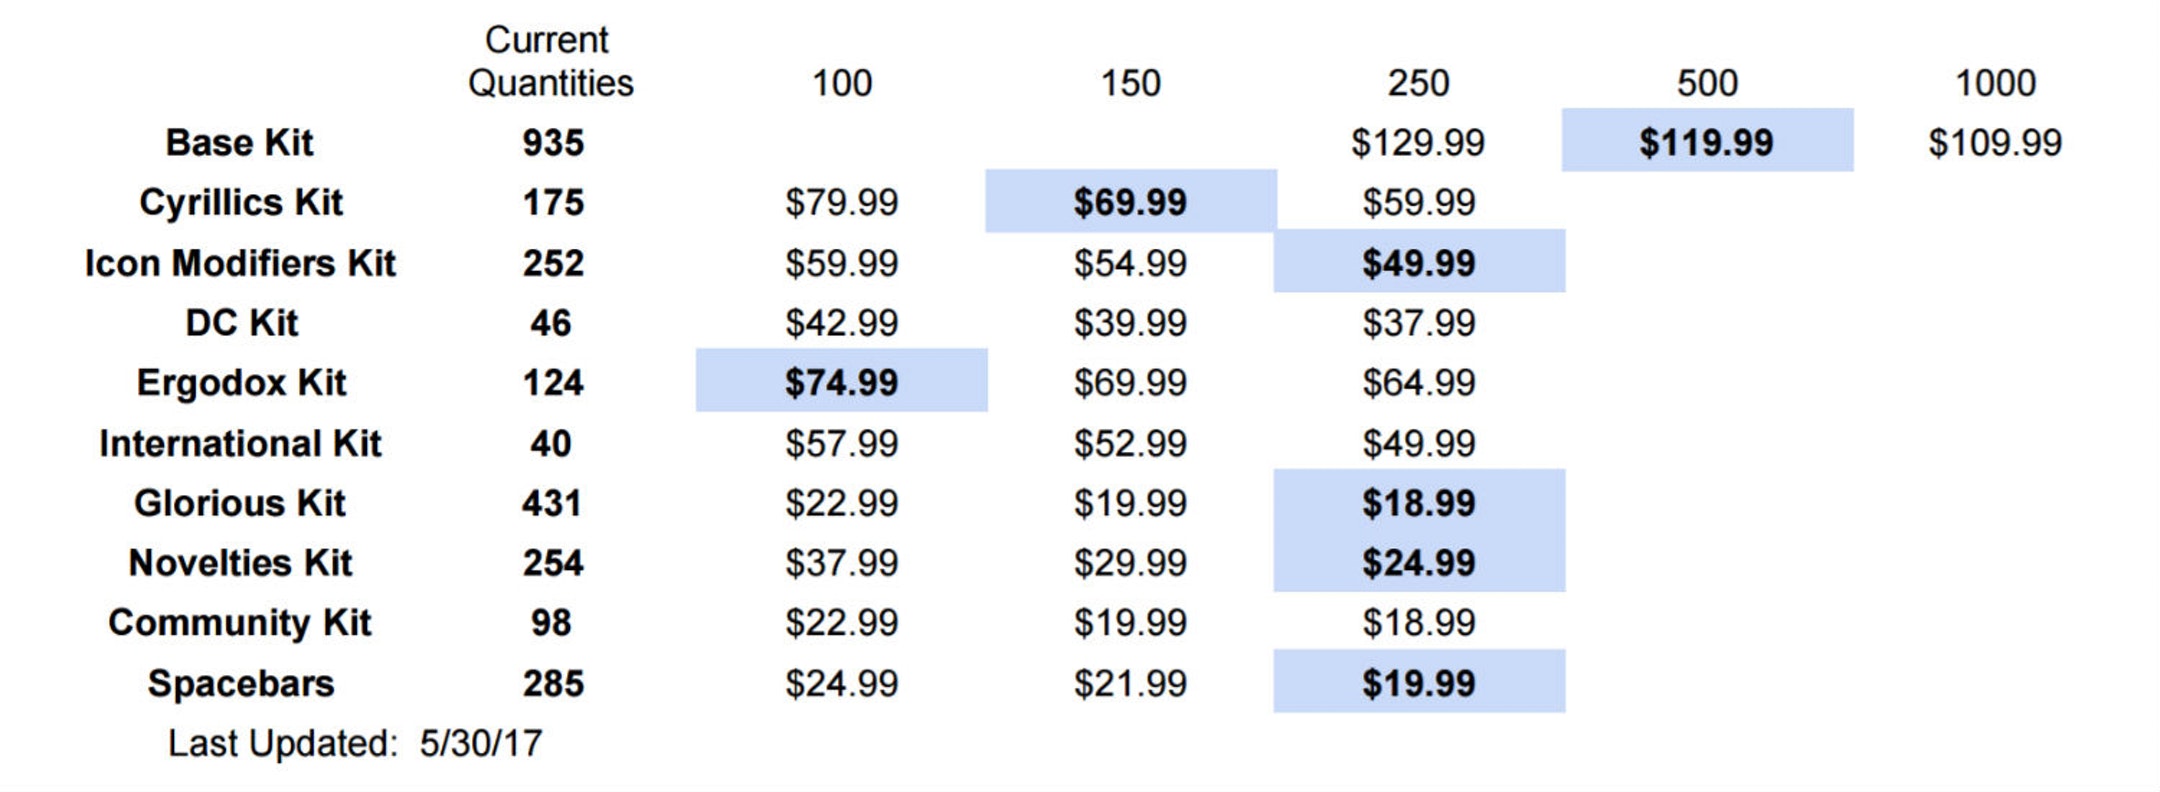 Current
Quantities 100 150 250 500 1000
Base Kit 935 $129.99 $119.99 $109.99
Cyrillics Kit 175 $79.99 $69.99 $59.99
Icon Modifiers Kit 252 $59.99 $54.99 $49.99
DC Kit 46 $42.99 $39.99 $37.99
Ergodox Kit 124 $74.99 $69.99 $64.99
International Kit 40 $57.99 $52.99 $49.99
Glorious Kit 431 $22.99 $19.99 $18.99
Novelties Kit 254 $37.99 $29.99 $24.99
Community Kit 98 $22.99 $19.99 $18.99
Spacebars 285 $24.99 $21.99 $19.99
Last Updated: 5/30/17